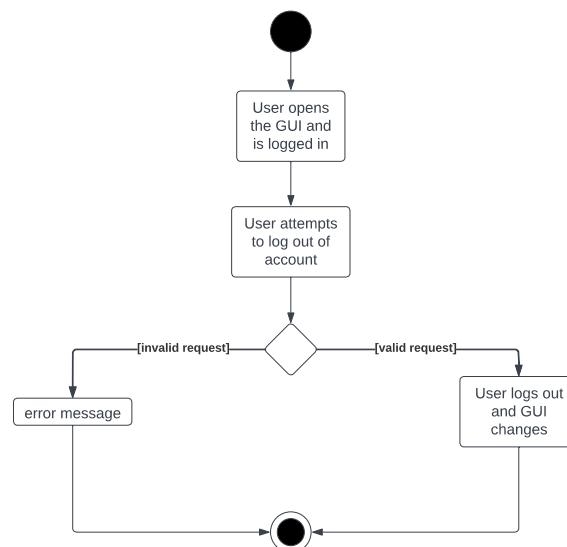 User opens
the GUI and
is logged in
User attempts
to log out of
account
[invalid request]
[valid request]
error message
User logs out
and GUI
changes